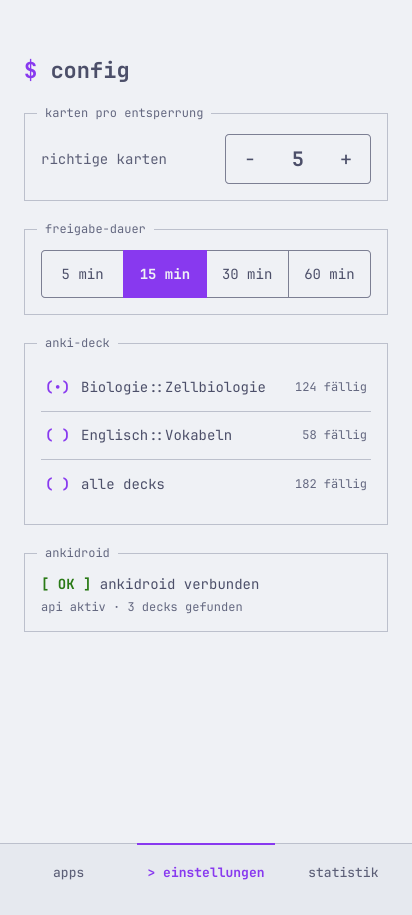 $ config
karten pro entsperrung
richtige karten - 5 +
freigabe-dauer
5 min 15 min 30 min 60 min
anki-deck
(•) Biologie::Zellbiologie 124 fällig
( ) Englisch::Vokabeln 58 fällig
( ) alle decks 182 fällig
ankidroid
[ OK ] ankidroid verbunden
api aktiv · 3 decks gefunden
apps > einstellungen statistik